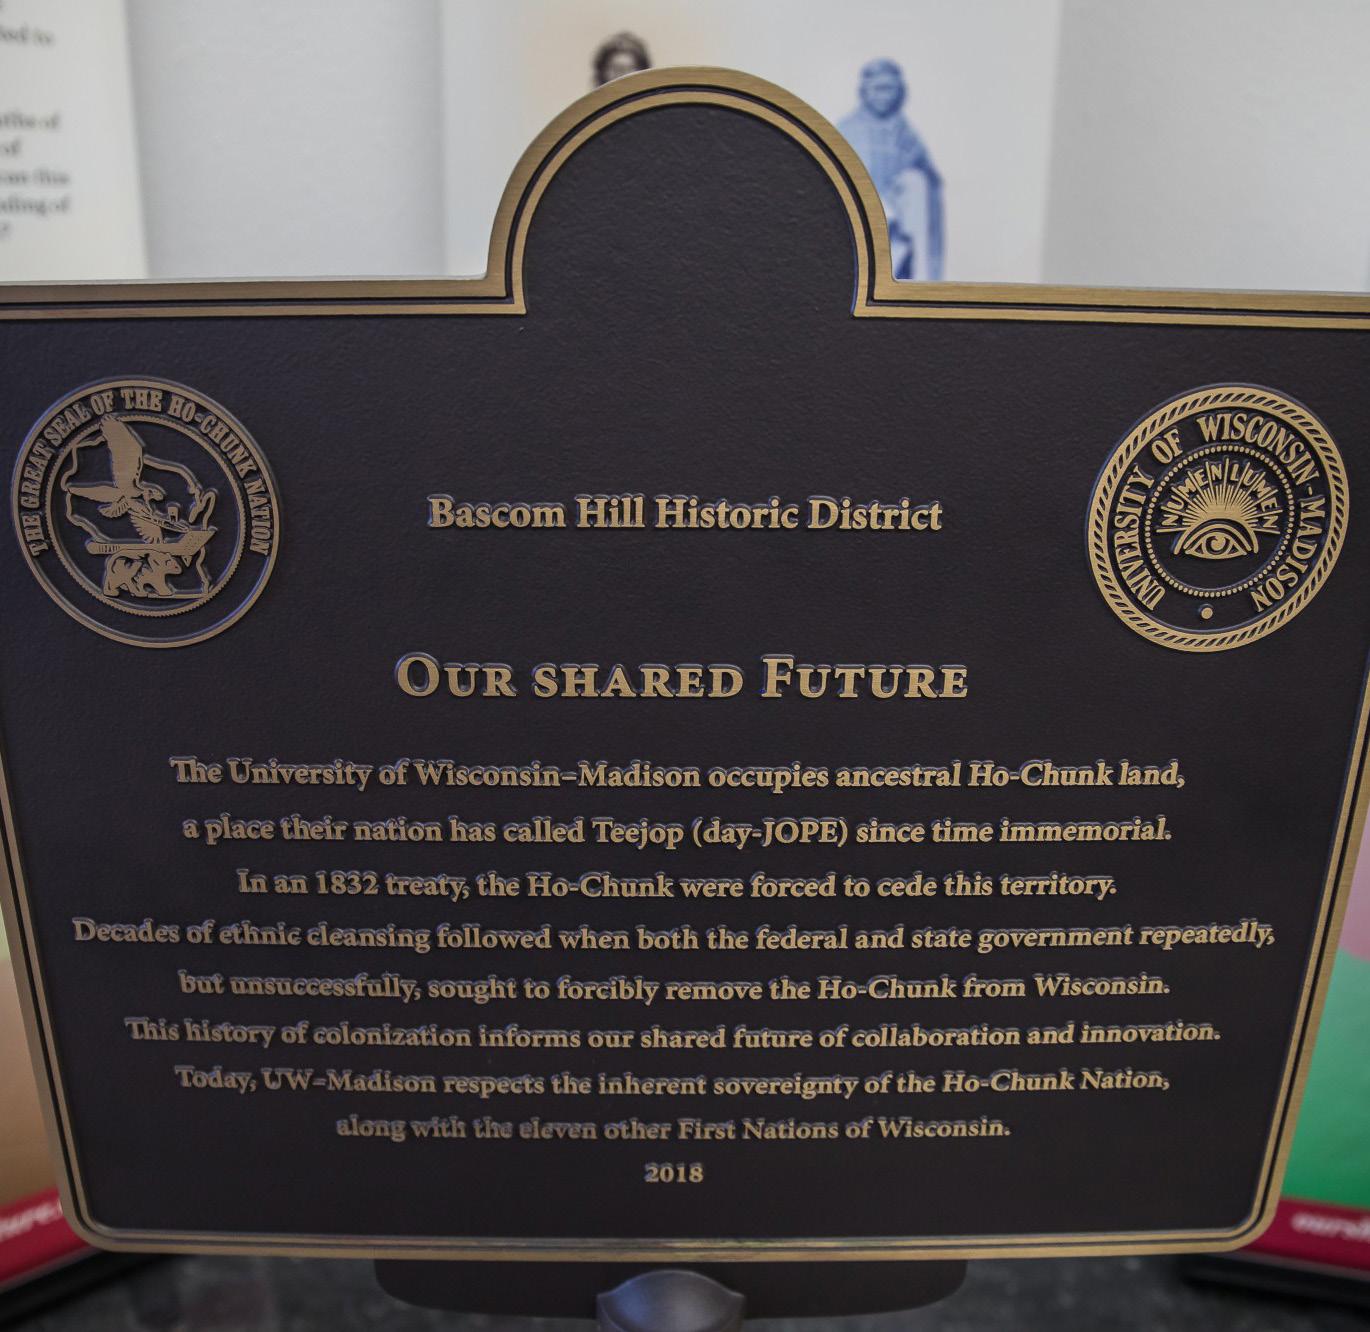 THE GREAT SEAL OF THE HO-CHUNK NATION
UNIVERSITY OF WISCONSIN-MADISON
NUMEN LUMEN
Bascom Hill Historic District
OUR SHARED FUTURE
The University of Wisconsin–Madison occupies ancestral Ho-Chunk land,
a place their nation has called Teejop (day-JOPE) since time immemorial.
In an 1832 treaty, the Ho-Chunk were forced to cede this territory.
Decades of ethnic cleansing followed when both the federal and state government repeatedly,
but unsuccessfully, sought to forcibly remove the Ho-Chunk from Wisconsin.
This history of colonization informs our shared future of collaboration and innovation.
Today, UW–Madison respects the inherent sovereignty of the Ho-Chunk Nation,
along with the eleven other First Nations of Wisconsin.
2018